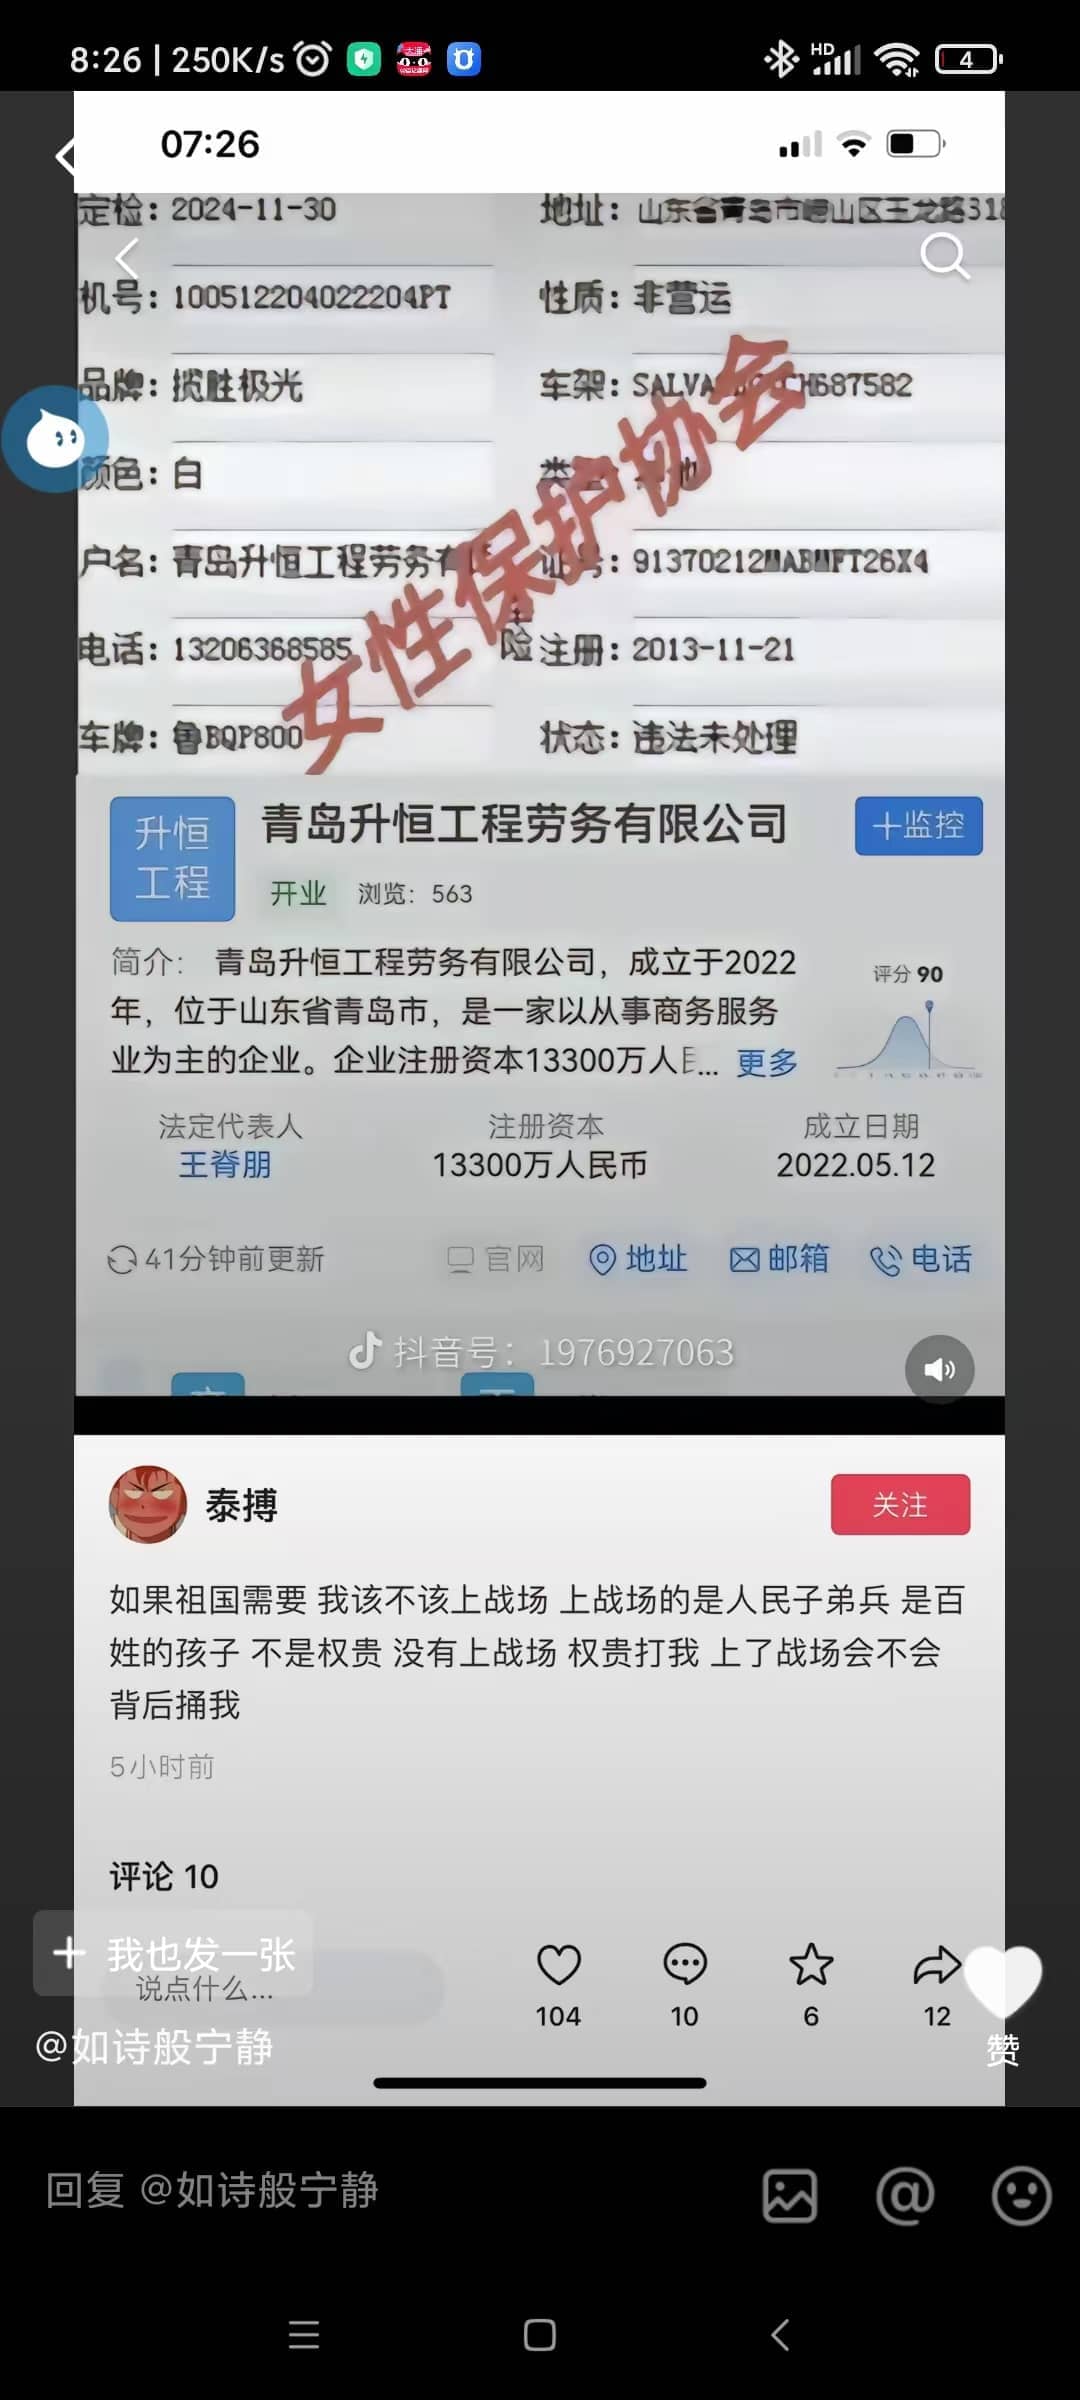 8:26 | 250K/s
HD
4
07:26
定检：2024-11-30
地址：山东省青岛市崂山区王龙路318
机号：100512204022204PT
性质：非营运
品牌：揽胜极光
车架：SALVA H687582
颜色：白
户名：青岛升恒工程劳务有
证号：91370212MABMFT26X4
电话：13206368585
险注册：2013-11-21
车牌：鲁BQP800
状态：违法未处理
女性保护协会
升恒
工程
青岛升恒工程劳务有限公司
十监控
开业
浏览：563
简介：青岛升恒工程劳务有限公司，成立于2022
年，位于山东省青岛市，是一家以从事商务服务
业为主的企业。企业注册资本13300万人民... 更多
评分 90
法定代表人
注册资本
成立日期
王脊朋
13300万人民币
2022.05.12
41分钟前更新
官网
地址
邮箱
电话
抖音号：1976927063
泰搏
关注
如果祖国需要 我该不该上战场 上战场的是人民子弟兵 是百
姓的孩子 不是权贵 没有上战场 权贵打我 上了战场会不会
背后捅我
5小时前
评论 10
+ 我也发一张
说点什么...
104
10
6
12
赞
@如诗般宁静
回复 @如诗般宁静